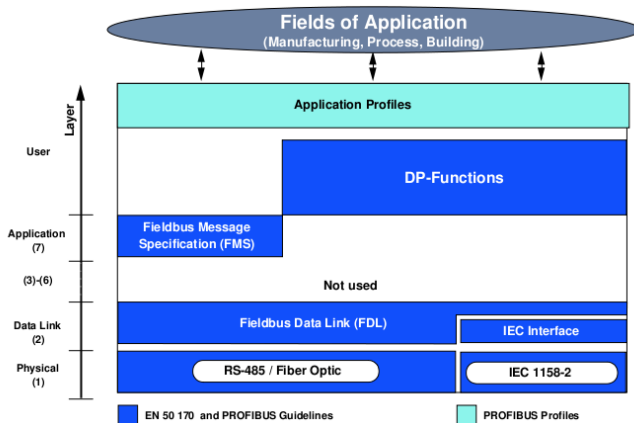 Fields of Application
(Manufacturing, Process, Building)
Layer
Application Profiles
User
DP-Functions
Application
(7)
Fieldbus Message
Specification (FMS)
(3)-(6)
Not used
Data Link
(2)
Fieldbus Data Link (FDL)
IEC Interface
Physical
(1)
RS-485 / Fiber Optic
IEC 1158-2
EN 50 170 and PROFIBUS Guidelines
PROFIBUS Profiles